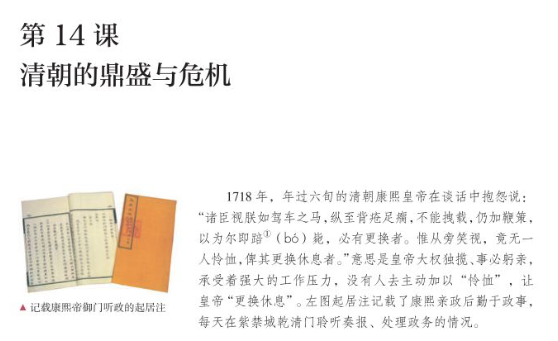 第 14 课
清朝的鼎盛与危机
1718 年，年过六旬的清朝康熙皇帝在谈话中抱怨说：
“诸臣视朕如驾车之马，纵至背疮足瘸，不能拽载，仍加鞭策，
以为尔即踣①（bó）毙，必有更换者。惟从旁笑视，竟无一
人怜恤，俾其更换休息者。”意思是皇帝大权独揽、事必躬亲，
承受着强大的工作压力，没有人去主动加以“怜恤”，让
皇帝“更换休息”。左图起居注记载了康熙亲政后勤于政事，
每天在紫禁城乾清门聆听奏报、处理政务的情况。
▲ 记载康熙帝御门听政的起居注